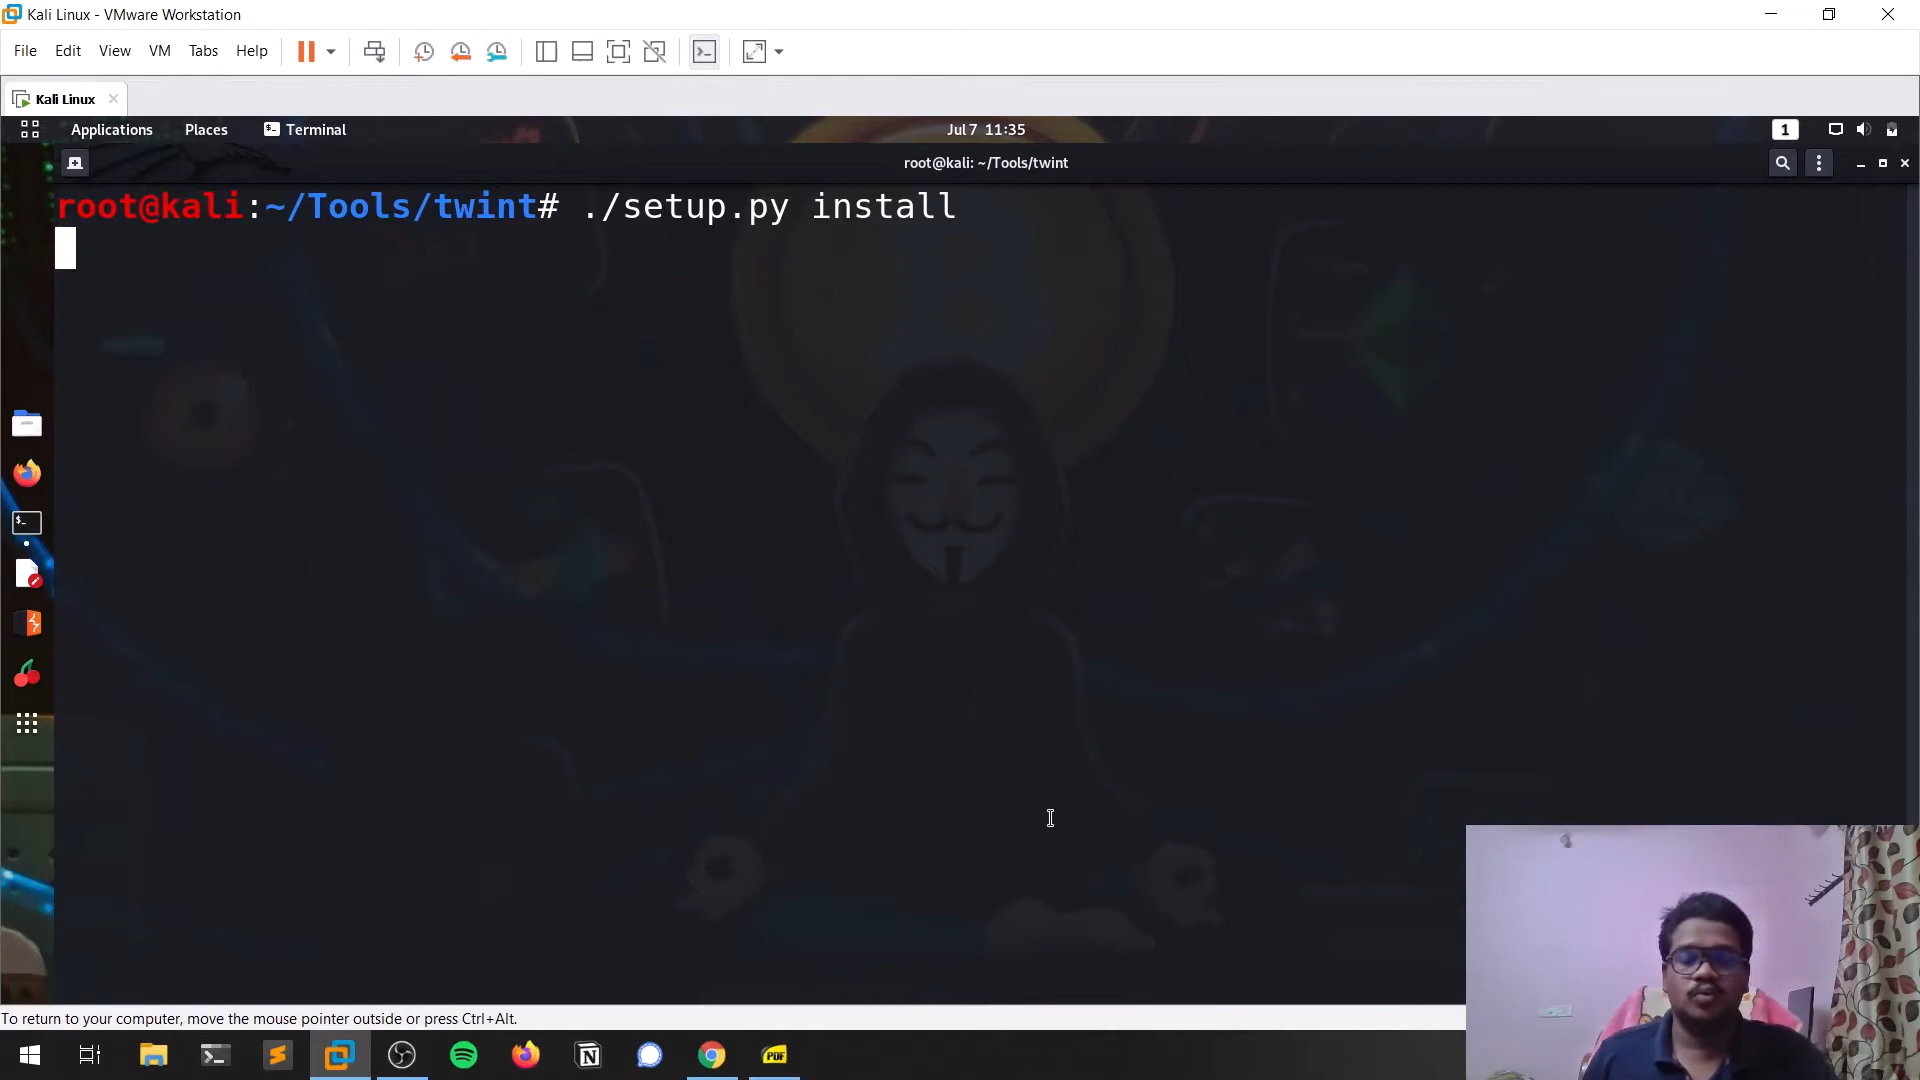 Kali Linux - VMware Workstation
File Edit View VM Tabs Help
Kali Linux
Applications Places Terminal Jul 7 11:35 1
root@kali: ~/Tools/twint
root@kali:~/Tools/twint# ./setup.py install
To return to your computer, move the mouse pointer outside or press Ctrl+Alt.
PDF